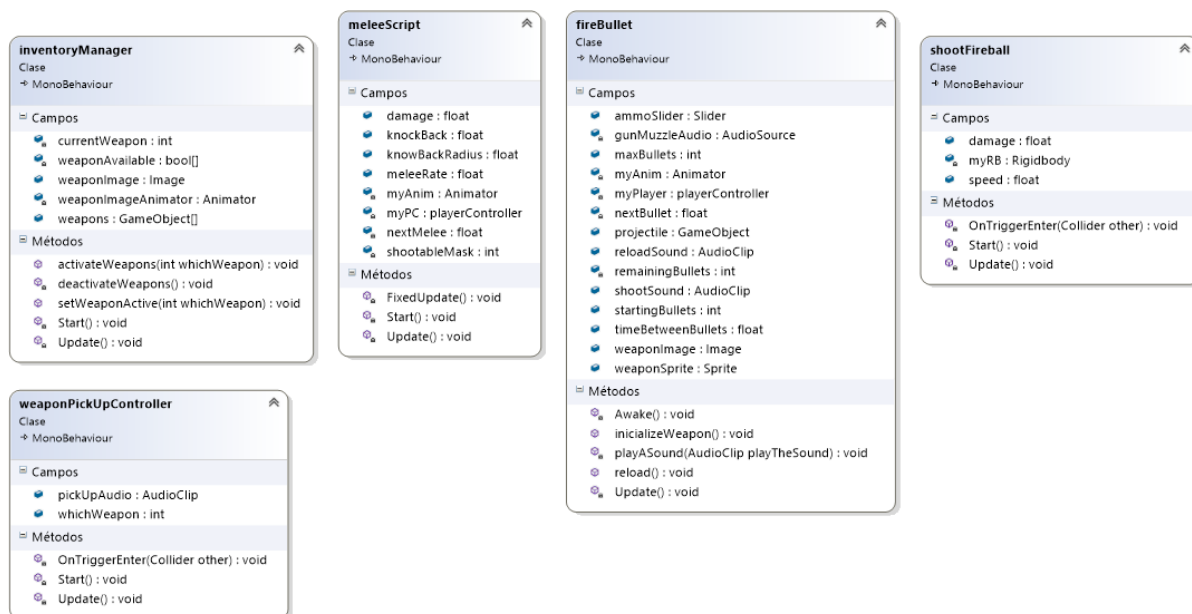 inventoryManager
Clase
MonoBehaviour
Campos
currentWeapon : int
weaponAvailable : bool[]
weaponImage : Image
weaponImageAnimator : Animator
weapons : GameObject[]
Métodos
activateWeapons(int whichWeapon) : void
deactivateWeapons() : void
setWeaponActive(int whichWeapon) : void
Start() : void
Update() : void
meleeScript
Clase
MonoBehaviour
Campos
damage : float
knockBack : float
knowBackRadius : float
meleeRate : float
myAnim : Animator
myPC : playerController
nextMelee : float
shootableMask : int
Métodos
FixedUpdate() : void
Start() : void
Update() : void
fireBullet
Clase
MonoBehaviour
Campos
ammoSlider : Slider
gunMuzzleAudio : AudioSource
maxBullets : int
myAnim : Animator
myPlayer : playerController
nextBullet : float
projectile : GameObject
reloadSound : AudioClip
remainingBullets : int
shootSound : AudioClip
startingBullets : int
timeBetweenBullets : float
weaponImage : Image
weaponSprite : Sprite
Métodos
Awake() : void
inicializeWeapon() : void
playASound(AudioClip playTheSound) : void
reload() : void
Update() : void
shootFireball
Clase
MonoBehaviour
Campos
damage : float
myRB : Rigidbody
speed : float
Métodos
OnTriggerEnter(Collider other) : void
Start() : void
Update() : void
weaponPickUpController
Clase
MonoBehaviour
Campos
pickUpAudio : AudioClip
whichWeapon : int
Métodos
OnTriggerEnter(Collider other) : void
Start() : void
Update() : void